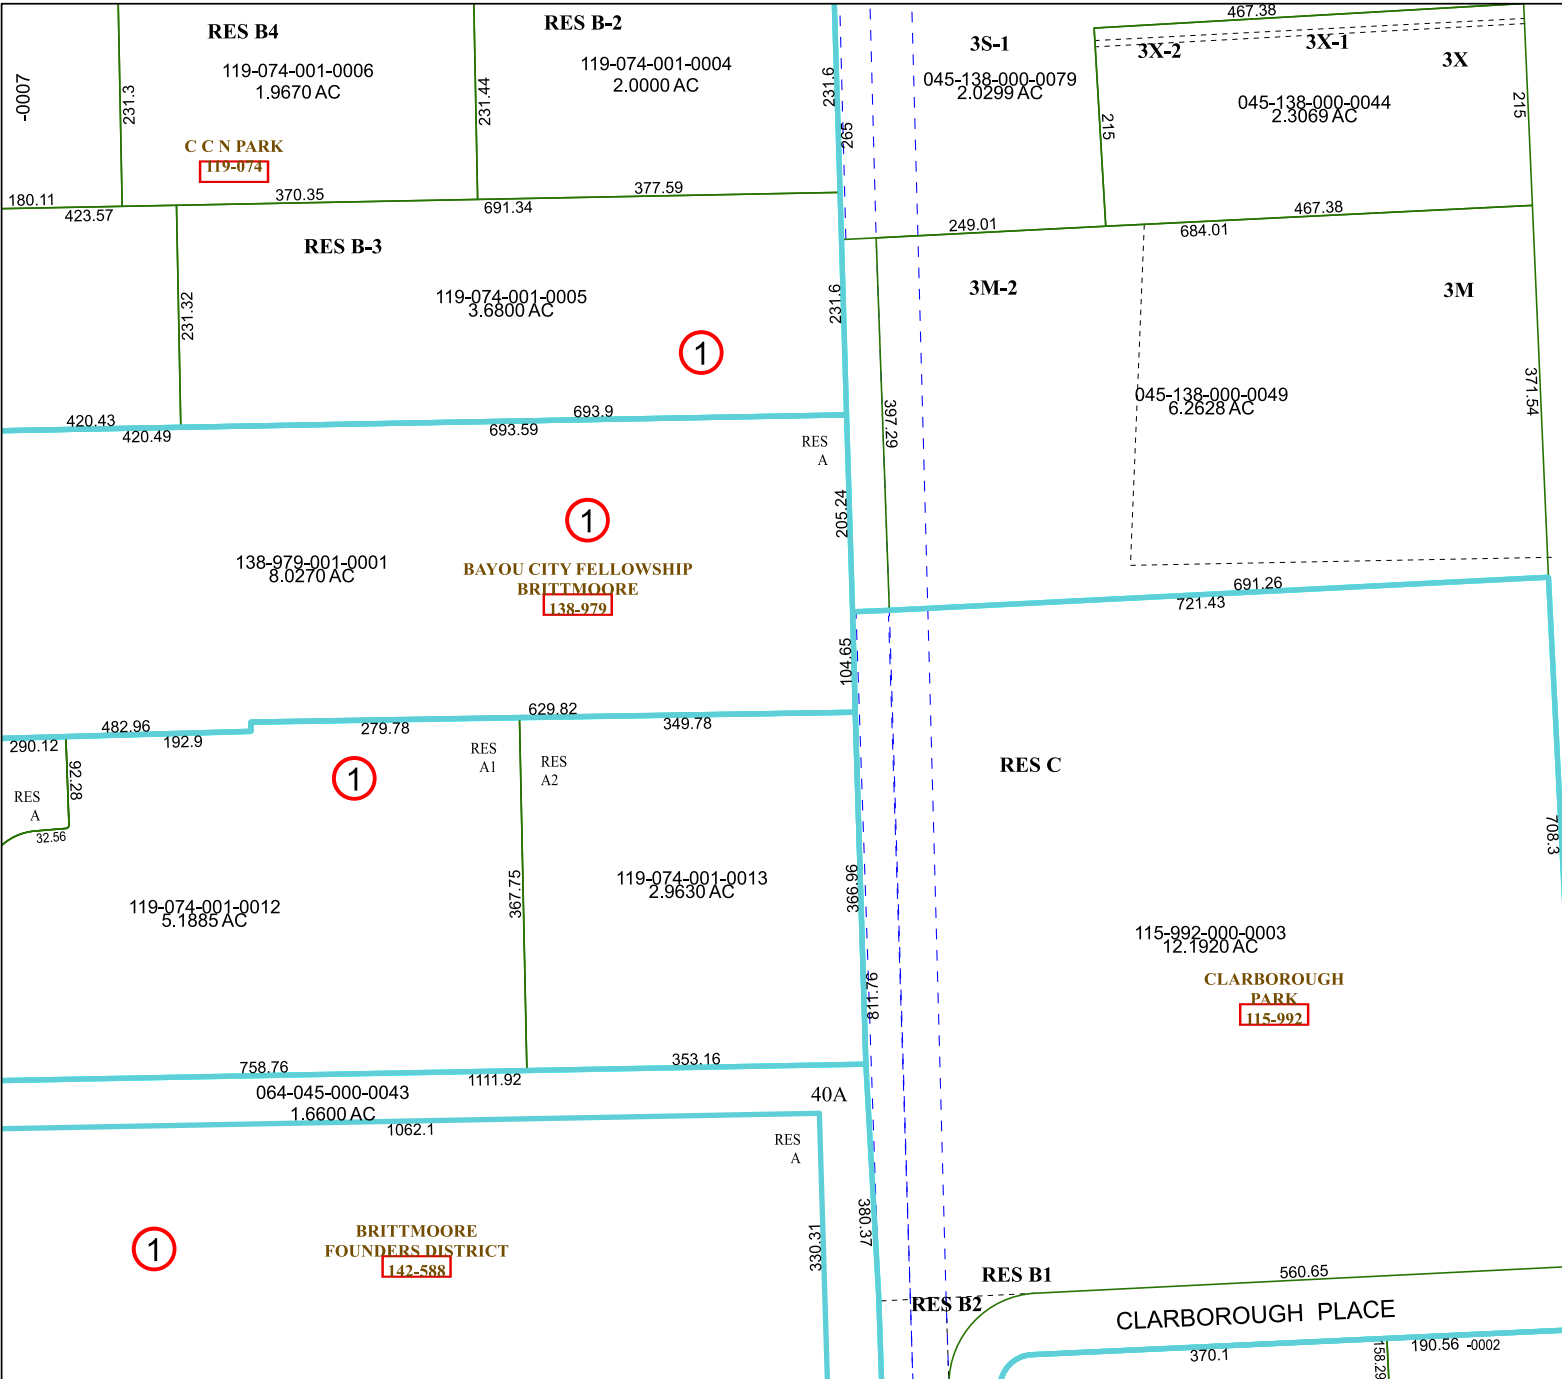 467.38
RES B4
RES B-2
3S-1
3X-2
3X-1
3X
119-074-001-0006
1.9670 AC
119-074-001-0004
2.0000 AC
045-138-000-0079
2.0299 AC
045-138-000-0044
2.3069 AC
-0007
231.3
231.44
231.6
265
215
215
C C N PARK
119-074
180.11
423.57
370.35
691.34
377.59
249.01
684.01
467.38
RES B-3
3M-2
3M
119-074-001-0005
3.6800 AC
231.32
231.6
1
397.29
045-138-000-0049
6.2628 AC
371.54
420.43
420.49
693.9
693.59
RES
A
205.24
1
138-979-001-0001
8.0270 AC
BAYOU CITY FELLOWSHIP
BRITTMOORE
138-979
691.26
721.43
104.65
290.12
482.96
192.9
279.78
629.82
349.78
92.28
RES
A
32.56
1
RES
A1
RES
A2
RES C
708.3
119-074-001-0012
5.1885 AC
367.75
119-074-001-0013
2.9630 AC
366.96
115-992-000-0003
12.1920 AC
CLARBOROUGH
PARK
115-992
811.76
758.76
1111.92
353.16
064-045-000-0043
1.6600 AC
40A
1062.1
RES
A
1
BRITTMOORE
FOUNDERS DISTRICT
142-588
330.31
380.37
RES B1
RES B2
560.65
CLARBOROUGH PLACE
370.1
158.29
190.56
-0002